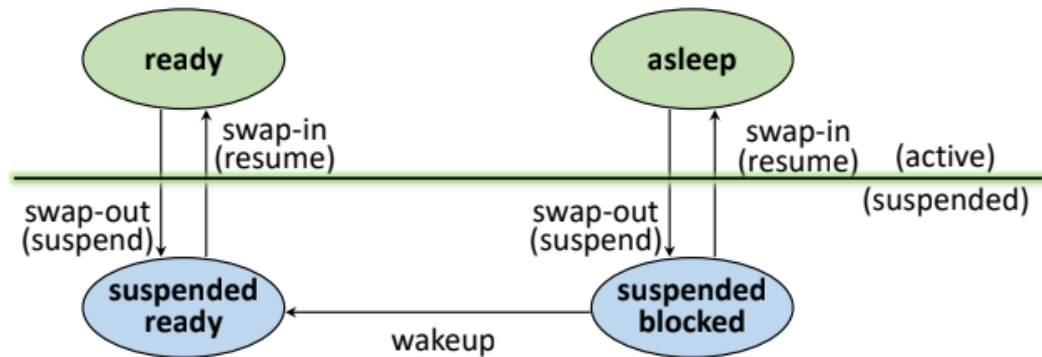 ready
asleep
swap-in
(resume)
swap-in
(resume)
(active)
(suspended)
swap-out
(suspend)
swap-out
(suspend)
suspended
ready
suspended
blocked
wakeup